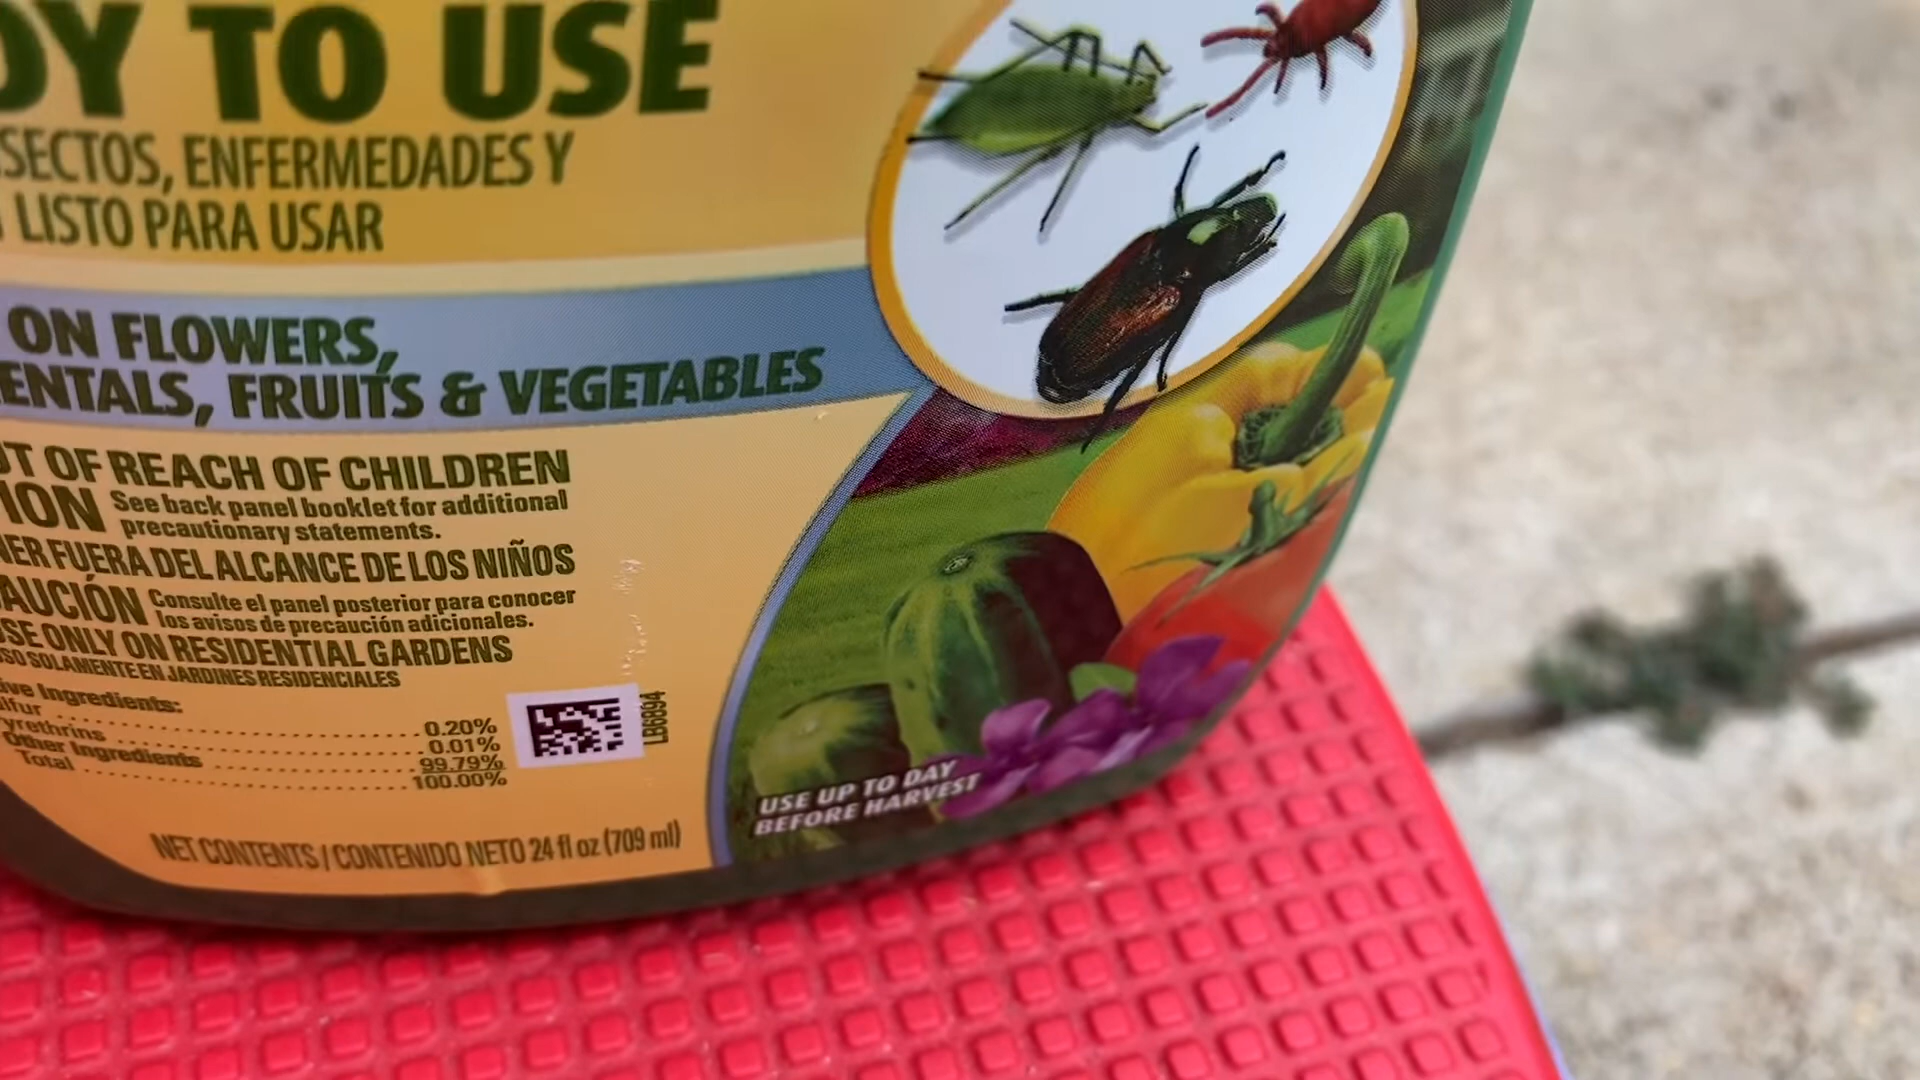 DY TO USE
SECTOS, ENFERMEDADES Y
LISTO PARA USAR
ON FLOWERS,
ENTALS, FRUITS & VEGETABLES
UT OF REACH OF CHILDREN
ION See back panel booklet for additional
precautionary statements.
NER FUERA DEL ALCANCE DE LOS NIÑOS
AUCIÓN Consulte el panel posterior para conocer
los avisos de precaución adicionales.
USE ONLY ON RESIDENTIAL GARDENS
USO SOLAMENTE EN JARDINES RESIDENCIALES
ive Ingredients:
ulfur ........ 0.20%
yrethrins ........ 0.01%
Other Ingredients ........ 99.79%
Total ........ 100.00%
LB6894
NET CONTENTS / CONTENIDO NETO 24 fl oz (709 ml)
USE UP TO DAY
BEFORE HARVEST